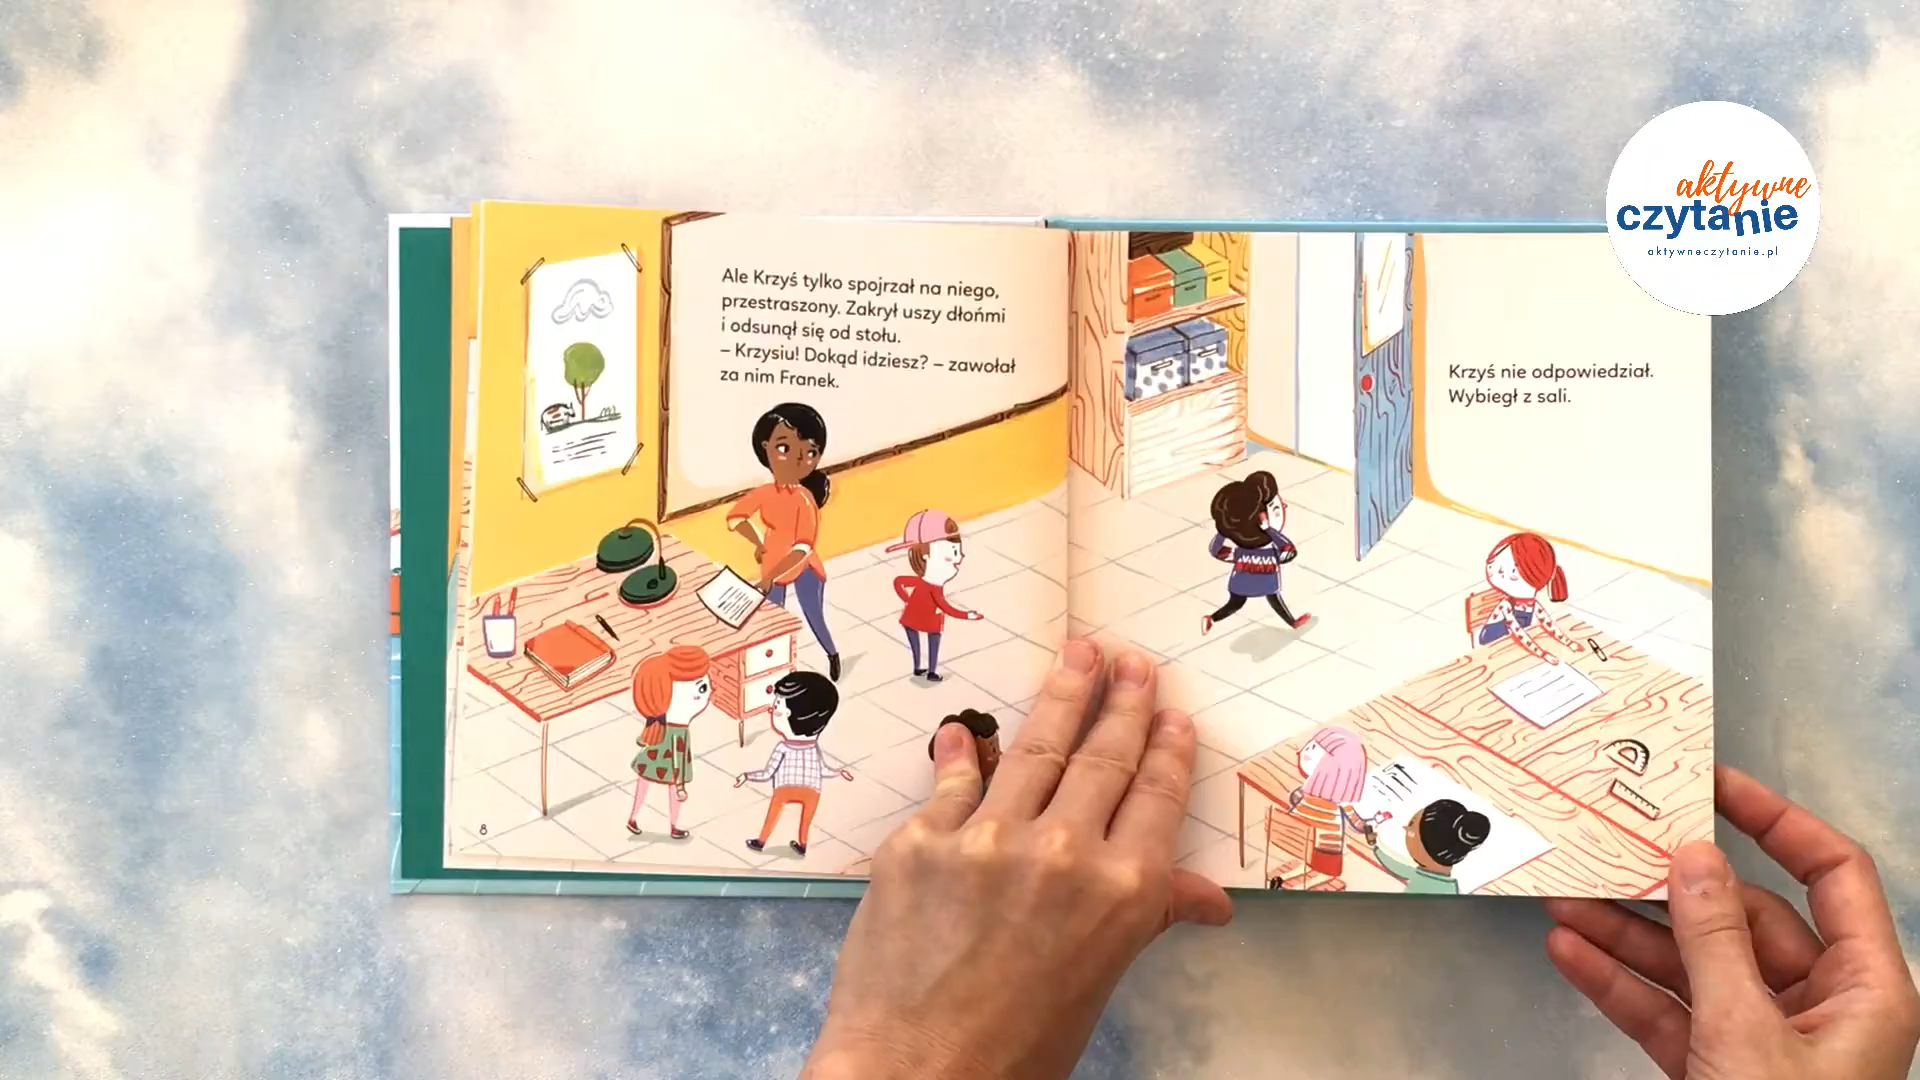 Ale Krzyś tylko spojrzał na niego,
przestraszony. Zakrył uszy dłońmi
i odsunął się od stołu.
– Krzysiu! Dokąd idziesz? – zawołał
za nim Franek.
8
Krzyś nie odpowiedział.
Wybiegł z sali.
aktywne
czytanie
aktywneczytanie.pl